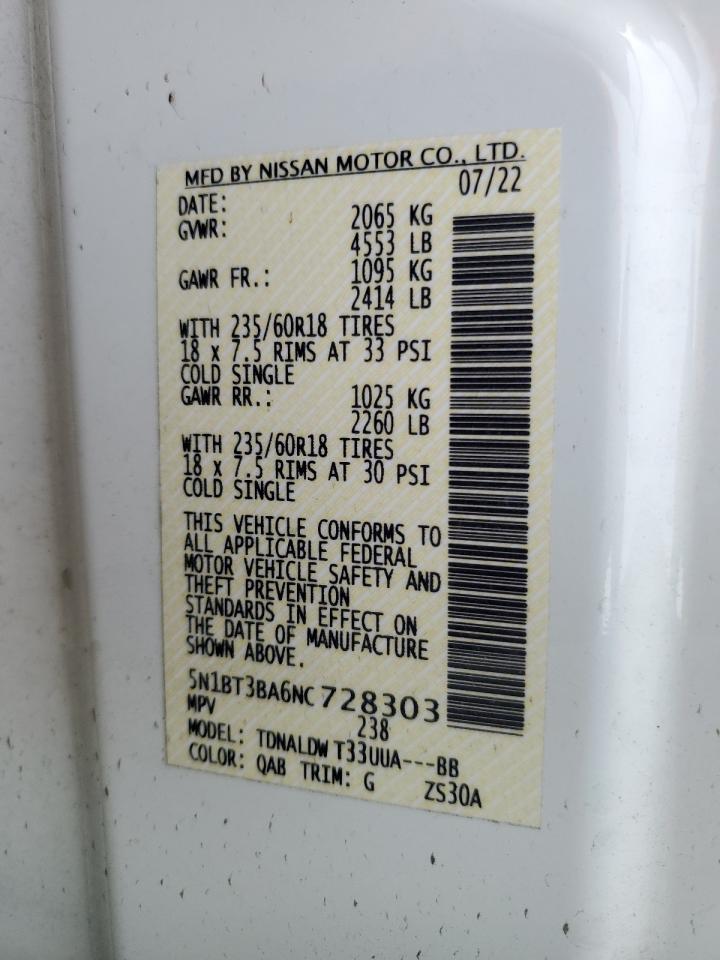 MFD BY NISSAN MOTOR CO., LTD.
DATE: 07/22
GVWR: 2065 KG
4553 LB
GAWR FR.: 1095 KG
2414 LB
WITH 235/60R18 TIRES
18 x 7.5 RIMS AT 33 PSI
COLD SINGLE
GAWR RR.: 1025 KG
2260 LB
WITH 235/60R18 TIRES
18 x 7.5 RIMS AT 30 PSI
COLD SINGLE
THIS VEHICLE CONFORMS TO
ALL APPLICABLE FEDERAL
MOTOR VEHICLE SAFETY AND
THEFT PREVENTION
STANDARDS IN EFFECT ON
THE DATE OF MANUFACTURE
SHOWN ABOVE.
5N1BT3BA6NC728303
MPV 238
MODEL: TDNALDW T33UUA---BB
COLOR: QAB TRIM: G ZS30A